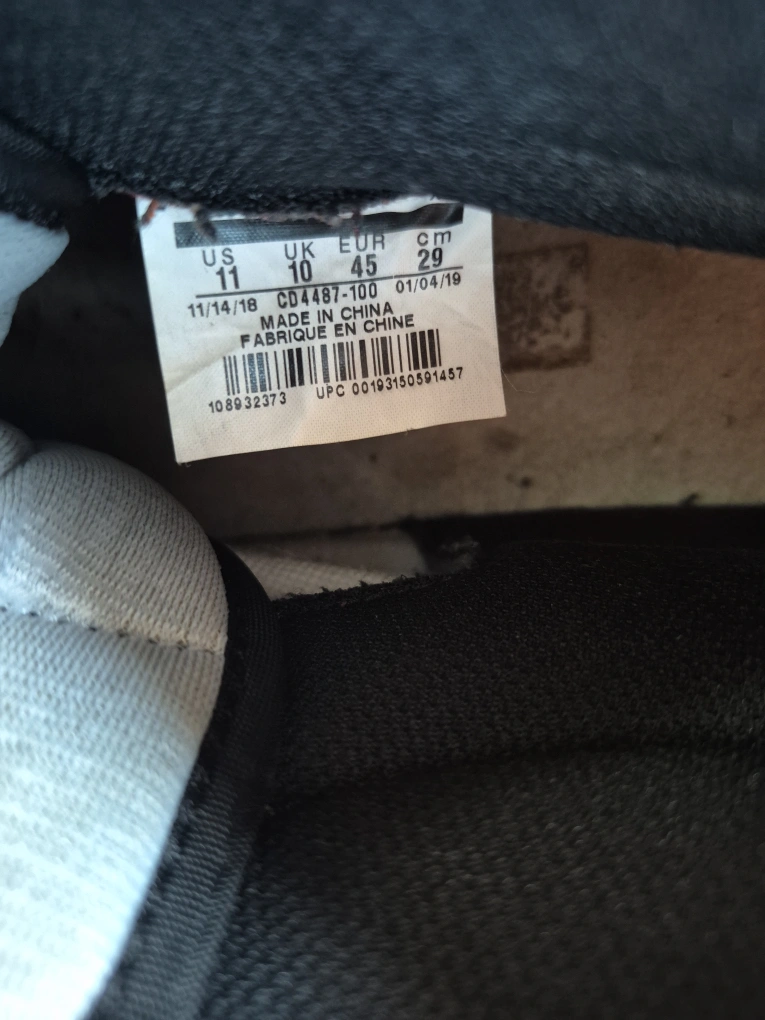 US UK EUR cm
11 10 45 29
11/14/18 CD4487-100 01/04/19
MADE IN CHINA
FABRIQUE EN CHINE
108932373 UPC 00193150591457